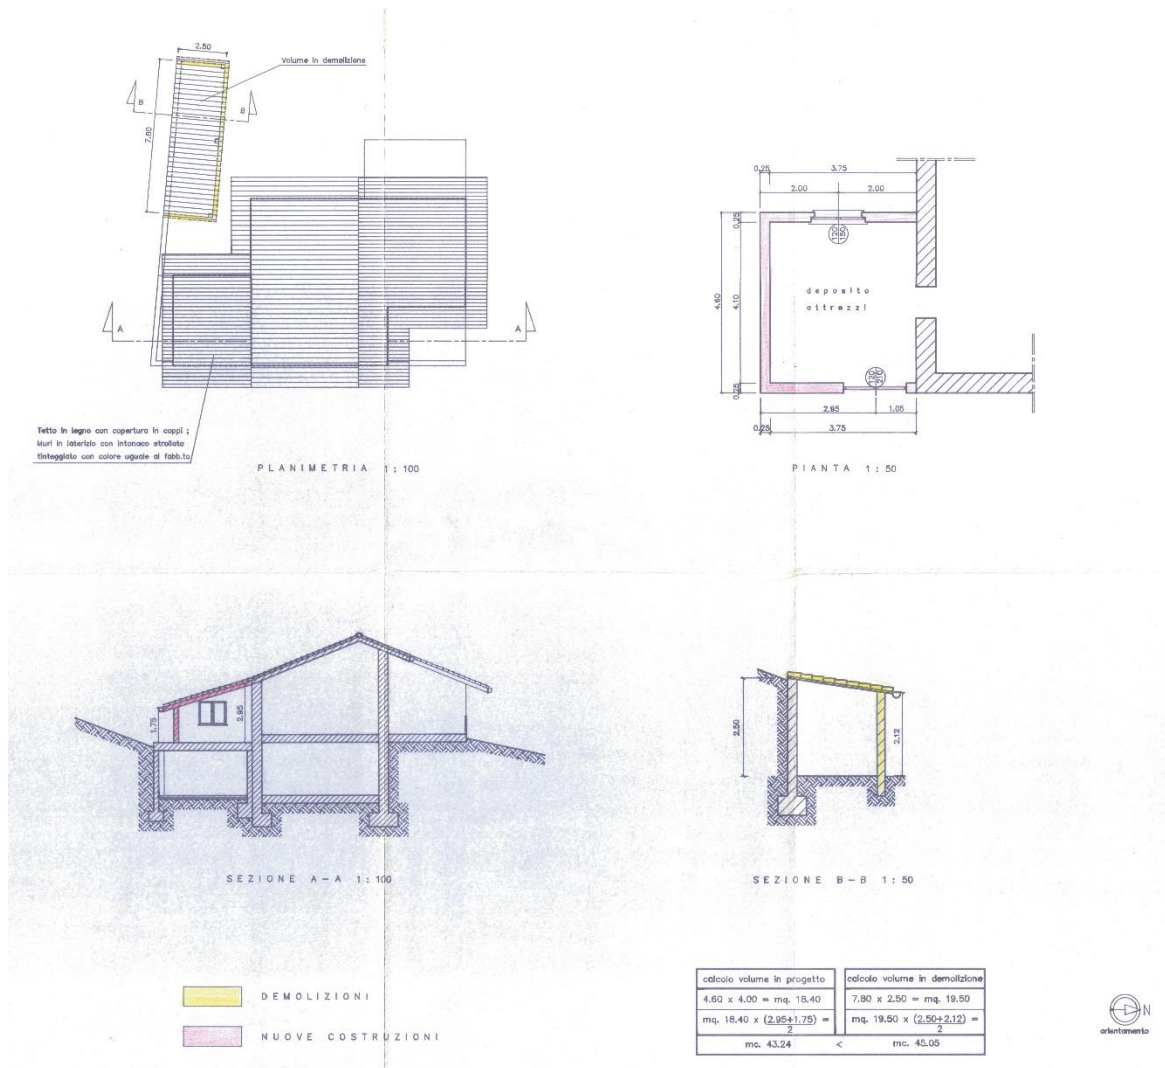 2.50
Volume in demolizione
B
B
7.80
A
A
Tetto in legno con copertura in coppi ;
Muri in laterizio con intonaco strollato
tinteggiato con colore uguale al fabb.to
PLANIMETRIA 1 : 100
0.25
3.75
2.00
2.00
0.25
120
150
4.60
4.10
deposito
attrezzi
120
210
0.25
2.95
1.05
0.25
3.75
PIANTA 1 : 50
1.75
2.95
SEZIONE A-A 1 : 100
2.50
2.12
SEZIONE B-B 1 : 50
DEMOLIZIONI
NUOVE COSTRUZIONI
calcolo volume in progetto
4.60 x 4.00 = mq. 18.40
mq. 18.40 x (2.95+1.75) =
2
calcolo volume in demolizione
7.80 x 2.50 = mq. 19.50
mq. 19.50 x (2.50+2.12) =
2
mc. 43.24 < mc. 45.05
N
orientamento